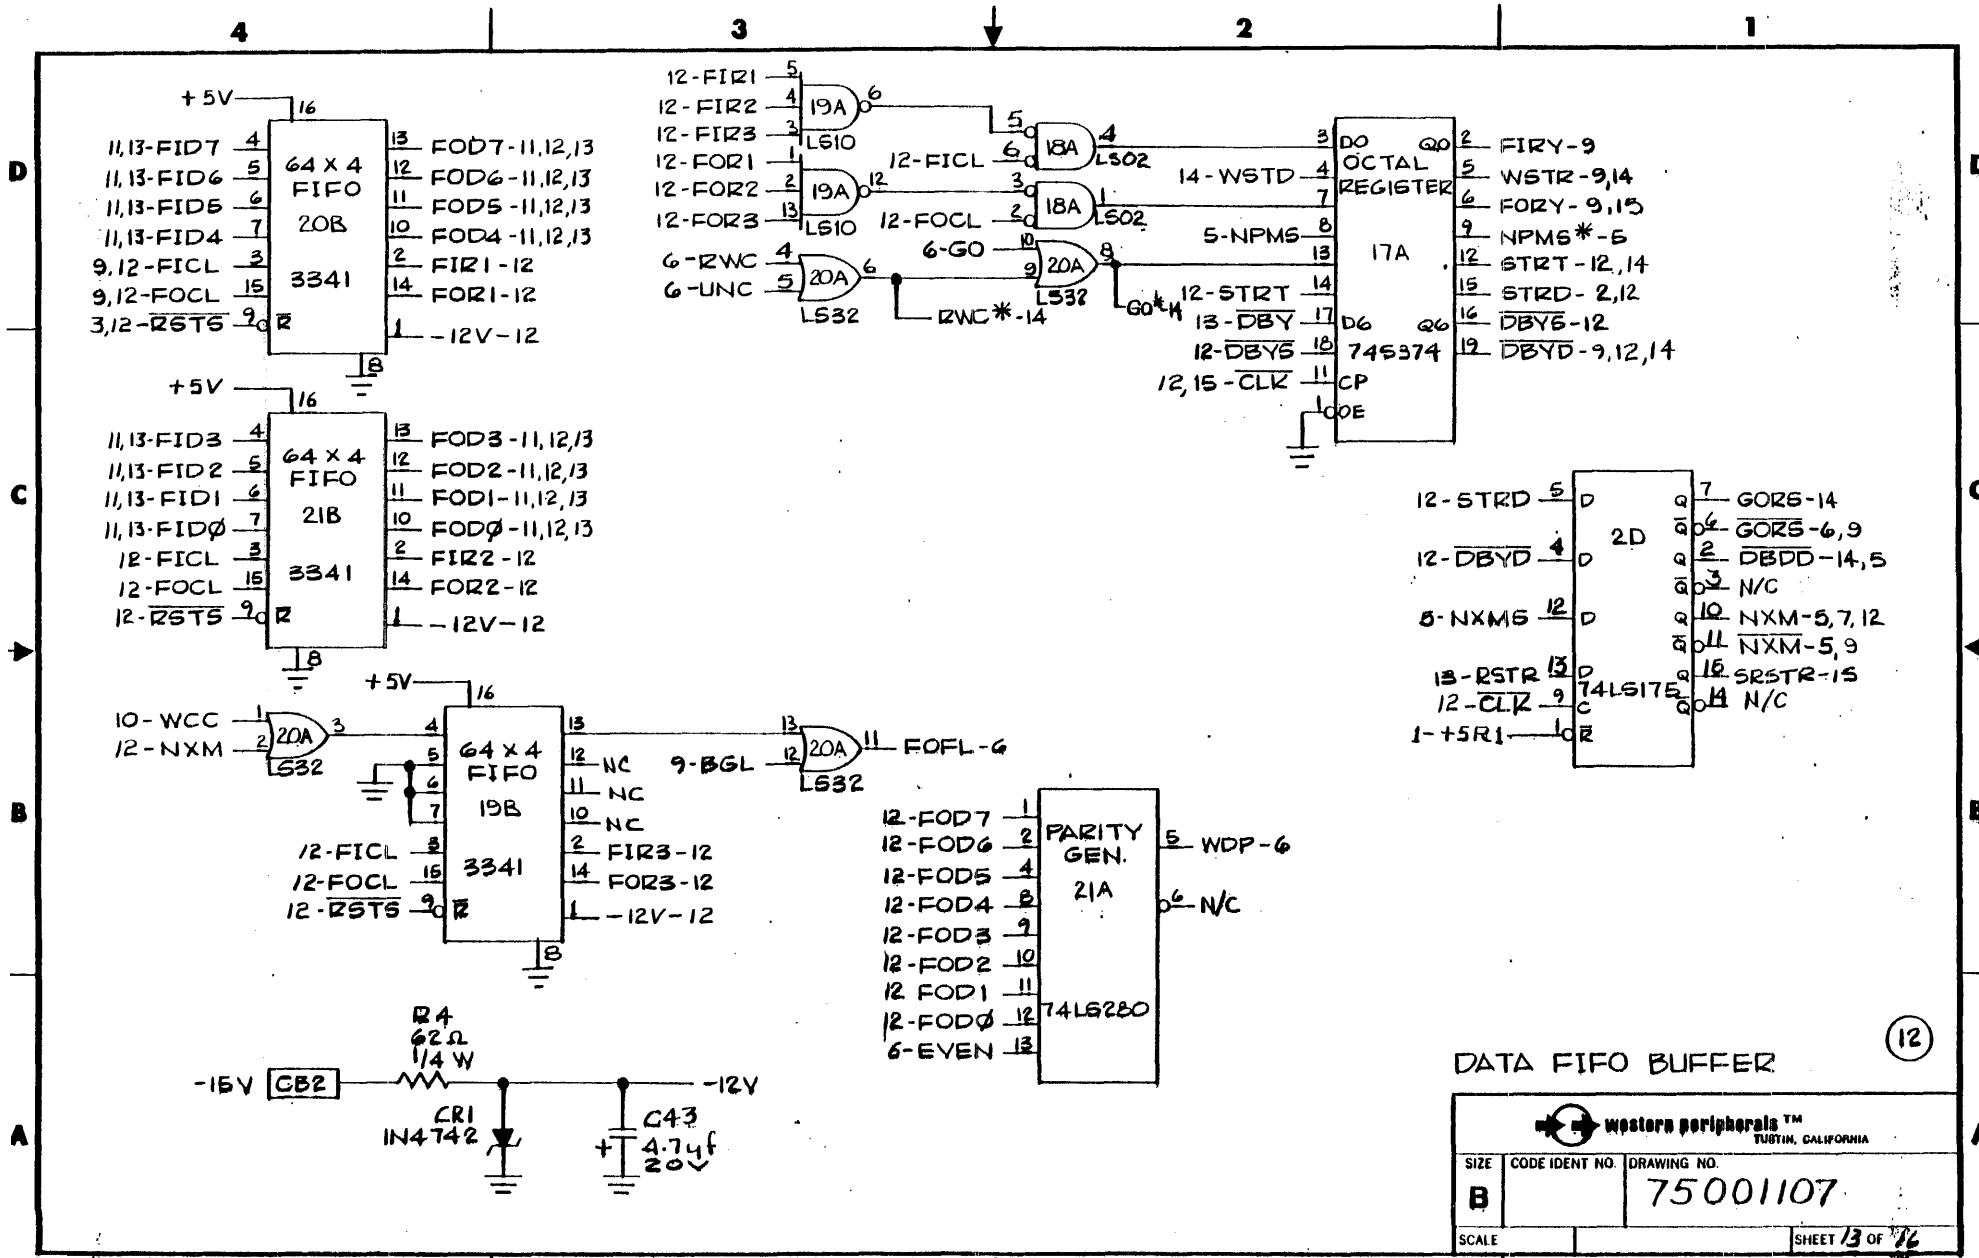 4 3 2 1
D
C
B
A
+5V
16
11,13-FID7 4
11,13-FID6 5
11,13-FID5 6
11,13-FID4 7
9,12-FICL 3
9,12-FOCL 15
3,12-RSTS 9 R
64 X 4
FIFO
20B
3341
13 FOD7-11,12,13
12 FOD6-11,12,13
11 FOD5-11,12,13
10 FOD4-11,12,13
2 FIR1-12
14 FOR1-12
1 -12V-12
8
+5V
16
11,13-FID3 4
11,13-FID2 5
11,13-FID1 6
11,13-FIDØ 7
12-FICL 3
12-FOCL 15
12-RSTS 9 R
64 X 4
FIFO
21B
3341
13 FOD3-11,12,13
12 FOD2-11,12,13
11 FOD1-11,12,13
10 FODØ-11,12,13
2 FIR2-12
14 FOR2-12
1 -12V-12
8
+5V
16
10-WCC 1
12-NXM 2
20A 3
LS32
4
5
6
7
12-FICL 3
12-FOCL 15
12-RSTS 9 R
64 X 4
FIFO
19B
3341
13
12 NC
11 NC
10 NC
2 FIR3-12
14 FOR3-12
1 -12V-12
8
13
9-BGL 12
20A
LS32
11 FOFL-6
12-FIR1 5
12-FIR2 4
12-FIR3 3
19A 6
LS10
12-FOR1 1
12-FOR2 2
12-FOR3 13
19A 12
LS10
5
12-FICL 6
18A 4
LS02
3
12-FOCL 2
18A 1
LS02
6-RWC 4
6-UNC 5
20A 6
LS32
RWC*-14
6-GO 10
9
20A 8
LS32
GO*14
3 DO
14-WSTD 4
7
5-NPMS 8
13
12-STRT 14
13-DBY 17 D6
12-DBYS 18
12,15-CLK 11 CP
1 OE
OCTAL
REGISTER
17A
74S374
QO 2 FIRY-9
5 WSTR-9,14
6 FORY-9,15
9 NPMS*-5
12 STRT-12,14
15 STRD-2,12
Q6 16 DBYS-12
19 DBYD-9,12,14
12-STRD 5 D
12-DBYD 4 D
5-NXMS 12 D
13-RSTR 13 D
12-CLK 9 C
1-+5R1 1 R
2D
74LS175
Q 7 GORS-14
Q 6 GORS-6,9
Q 2 DBDD-14,5
Q 3 N/C
Q 10 NXM-5,7,12
Q 11 NXM-5,9
Q 15 SRSTR-15
Q 14 N/C
12-FOD7 1
12-FOD6 2
12-FOD5 4
12-FOD4 8
12-FOD3 9
12-FOD2 10
12 FOD1 11
12-FODØ 12
6-EVEN 13
PARITY
GEN.
21A
74LS280
5 WDP-6
6 N/C
R4
62Ω
1/4 W
-15V CB2
-12V
CR1
1N4742
C43
+ 4.7µf
20V
12
DATA FIFO BUFFER
western peripherals TM
TUSTIN, CALIFORNIA
SIZE
B
CODE IDENT NO.
DRAWING NO.
75001107
SCALE
SHEET 13 OF 16